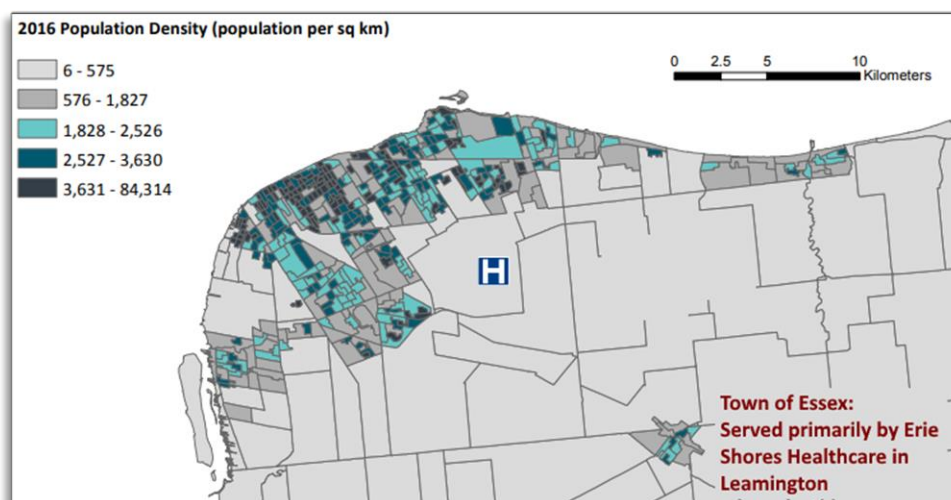 2016 Population Density (population per sq km)
6 - 575
576 - 1,827
1,828 - 2,526
2,527 - 3,630
3,631 - 84,314
0 2.5 5 10
Kilometers
H
Town of Essex:
Served primarily by Erie
Shores Healthcare in
Leamington